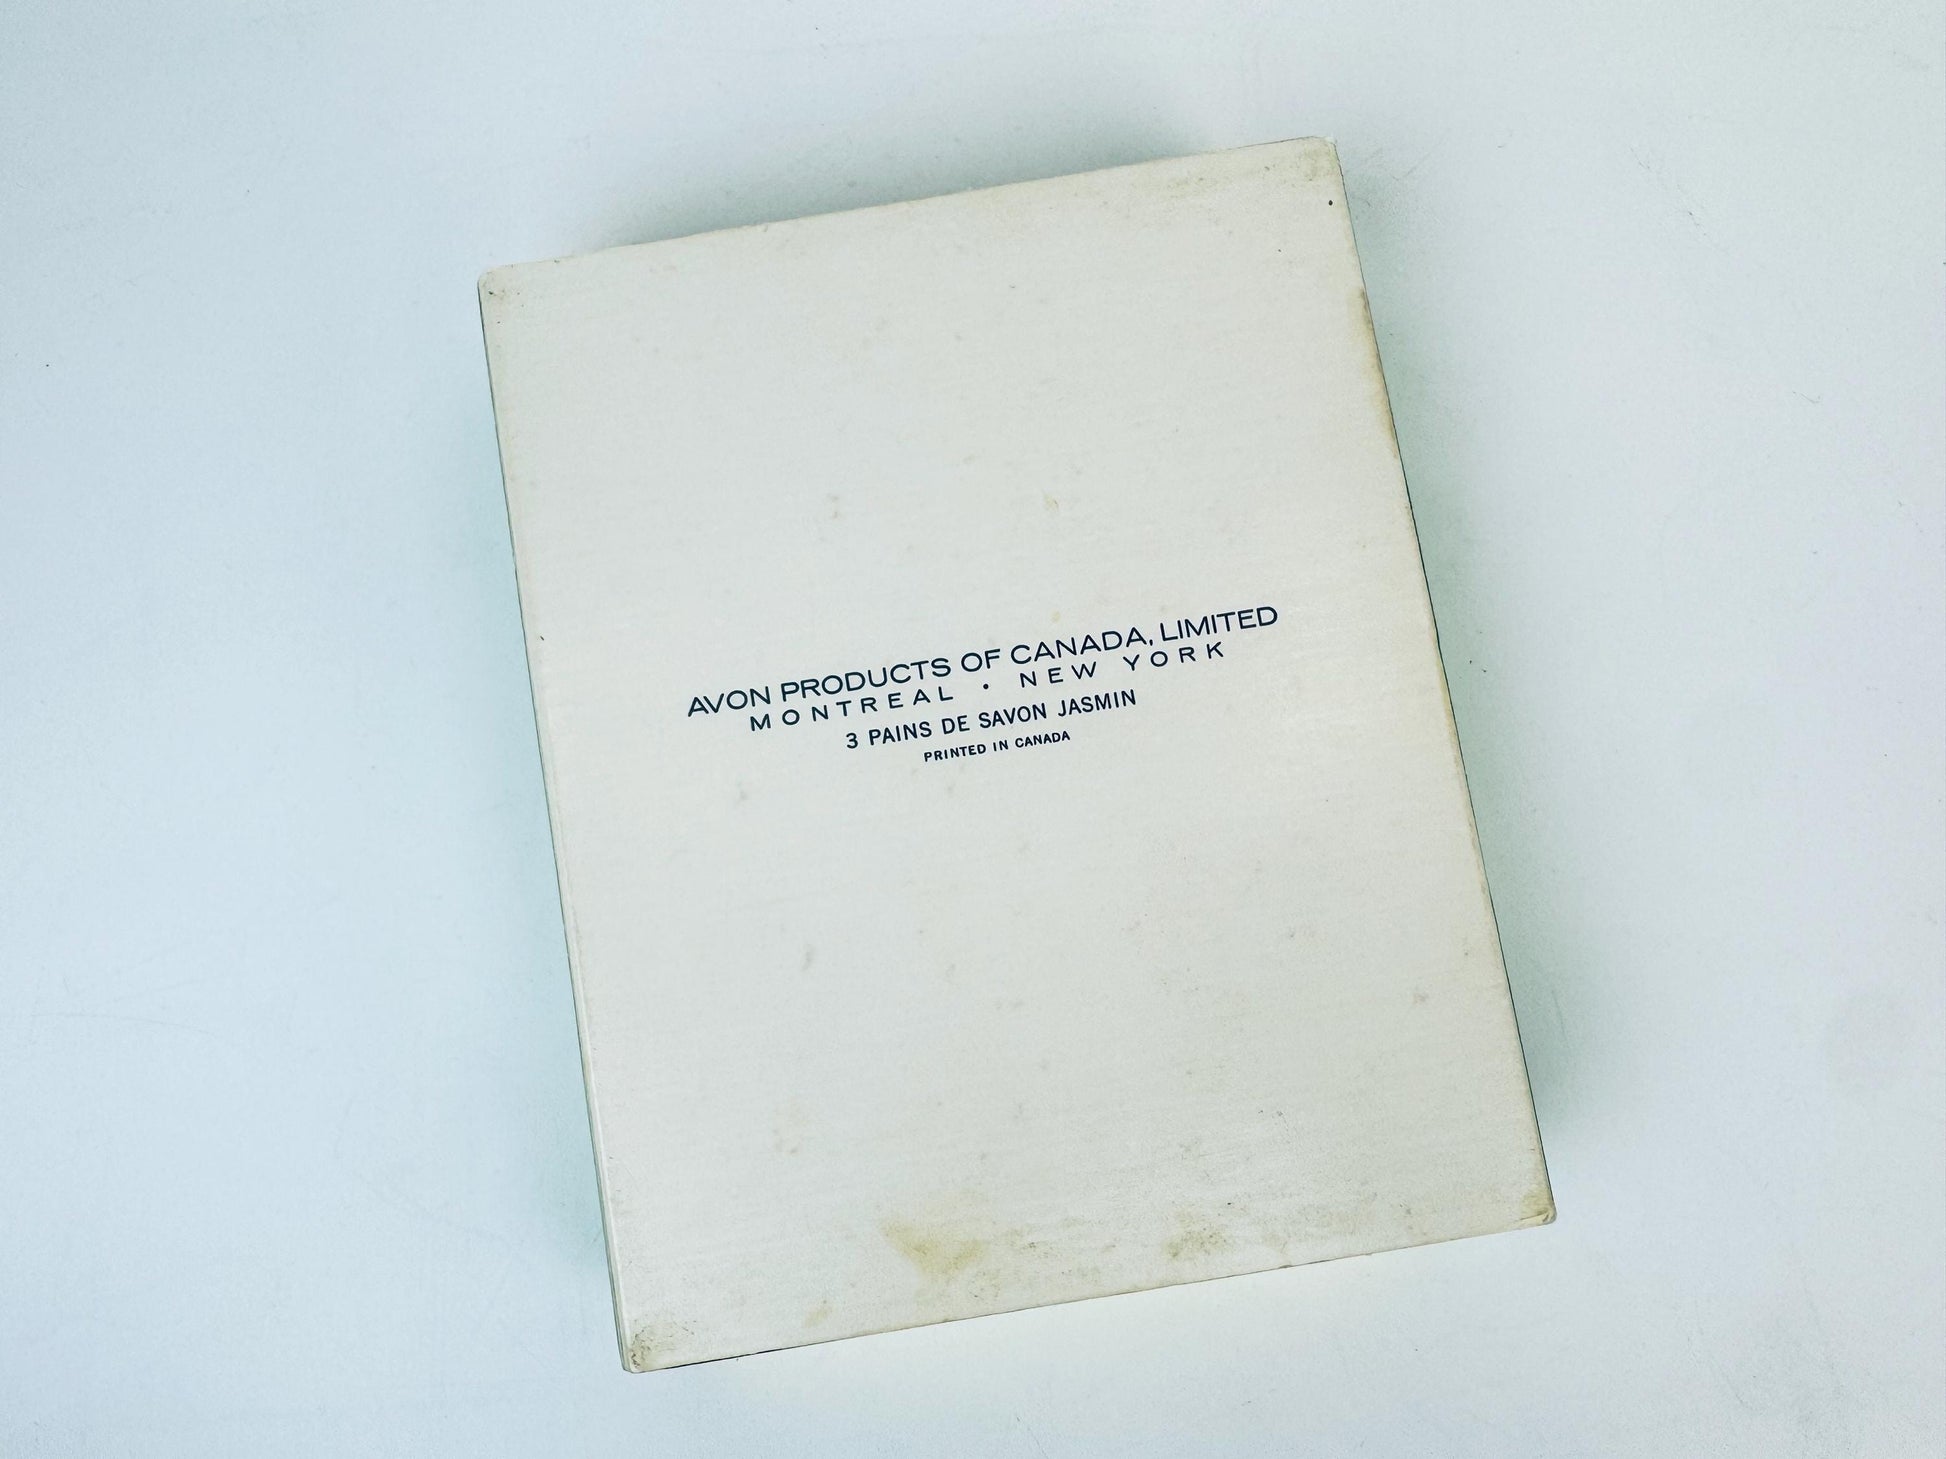 AVON PRODUCTS OF CANADA, LIMITED
MONTREAL • NEW YORK
3 PAINS DE SAVON JASMIN
PRINTED IN CANADA